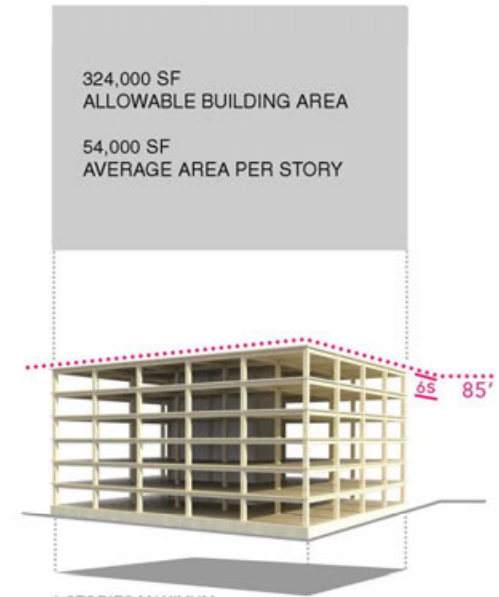 324,000 SF
ALLOWABLE BUILDING AREA
54,000 SF
AVERAGE AREA PER STORY
6S
85'